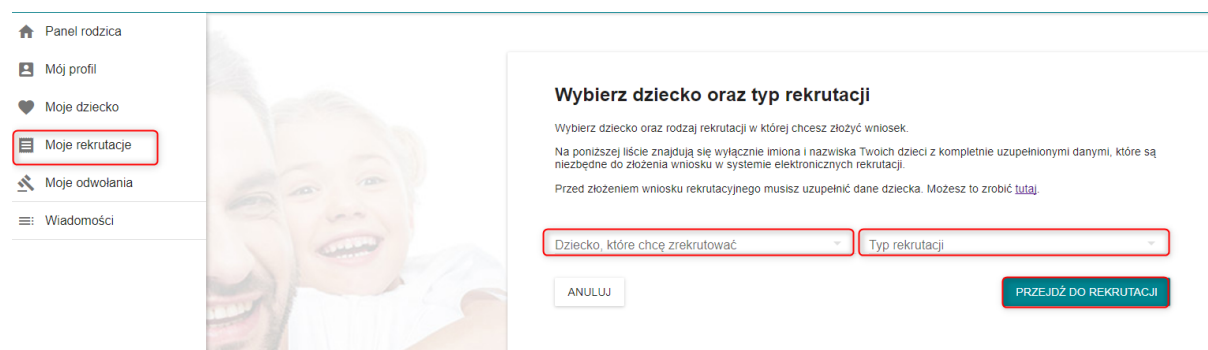 Panel rodzica
Mój profil
Moje dziecko
Moje rekrutacje
Moje odwołania
Wiadomości
Wybierz dziecko oraz typ rekrutacji
Wybierz dziecko oraz rodzaj rekrutacji w której chcesz złożyć wniosek.
Na poniższej liście znajdują się wyłącznie imiona i nazwiska Twoich dzieci z kompletnie uzupełnionymi danymi, które są
niezbędne do złożenia wniosku w systemie elektronicznych rekrutacji.
Przed złożeniem wniosku rekrutacyjnego musisz uzupełnić dane dziecka. Możesz to zrobić tutaj.
Dziecko, które chcę zrekrutować
Typ rekrutacji
ANULUJ
PRZEJDŹ DO REKRUTACJI